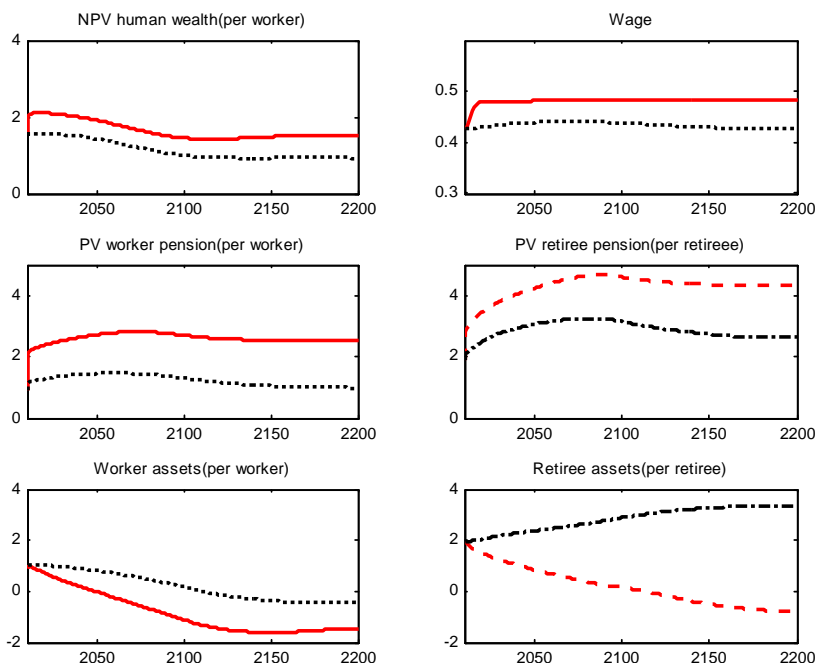 NPV human wealth(per worker)
4
2
0
2050 2100 2150 2200
Wage
0.5
0.4
0.3
2050 2100 2150 2200
PV worker pension(per worker)
4
2
0
2050 2100 2150 2200
PV retiree pension(per retireee)
4
2
0
2050 2100 2150 2200
Worker assets(per worker)
4
2
0
-2
2050 2100 2150 2200
Retiree assets(per retiree)
4
2
0
-2
2050 2100 2150 2200